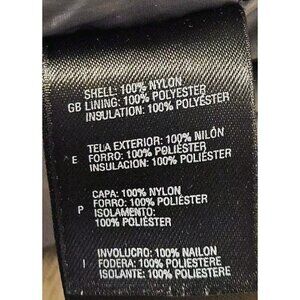 SHELL: 100% NYLON
GB LINING: 100% POLYESTER
INSULATION: 100% POLYESTER
TELA EXTERIOR: 100% NILÓN
E FORRO: 100% POLIÉSTER
INSULACION: 100% POLIÉSTER
CAPA: 100% NYLON
FORRO: 100% POLIÉSTER
P ISOLAMENTO:
100% POLIÉSTER
INVOLUCRO: 100% NAILON
I FODERA: 100% POLIESTERE
ISOLANTE: 100% POLIESTERE